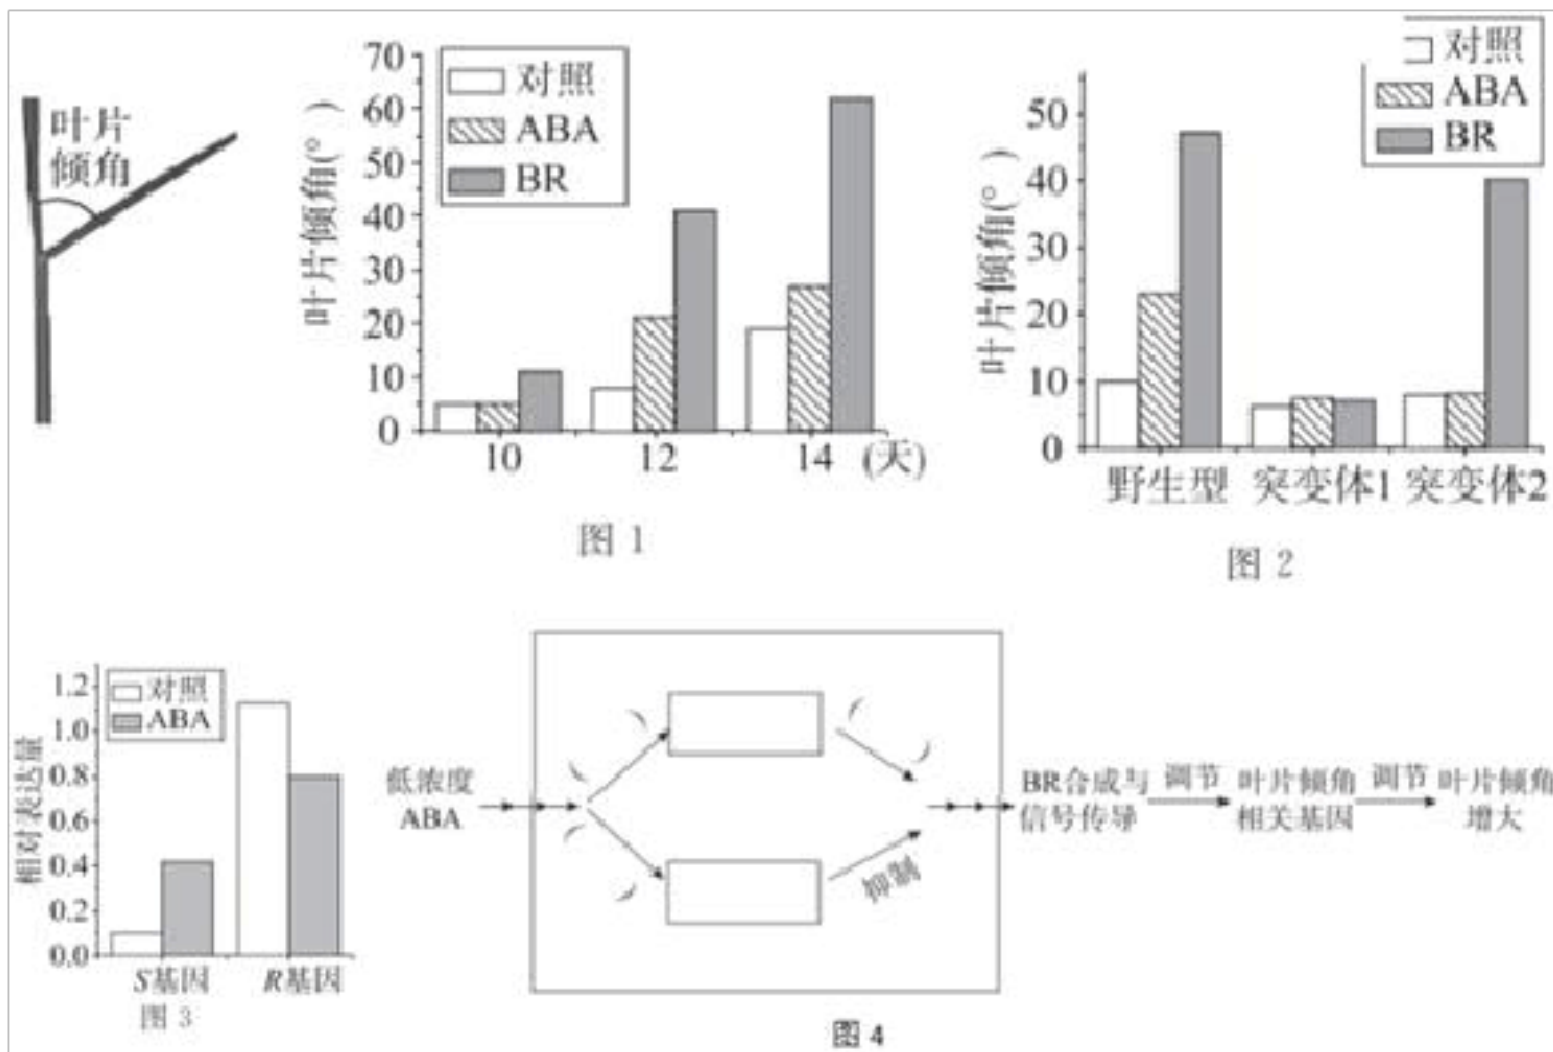 叶片
倾角
叶片倾角(°)
70
60
50
40
30
20
10
0
对照
ABA
BR
10
12
14
(天)
图 1
叶片倾角(°)
50
40
30
20
10
0
对照
ABA
BR
野生型
突变体1
突变体2
图 2
相对表达量
1.2
1.0
0.8
0.6
0.4
0.2
0.0
对照
ABA
S基因
R基因
图 3
低浓度
ABA
(  )
(  )
(  )
抑制
BR合成与
信号传导
调节
叶片倾角
相关基因
调节
叶片倾角
增大
图 4